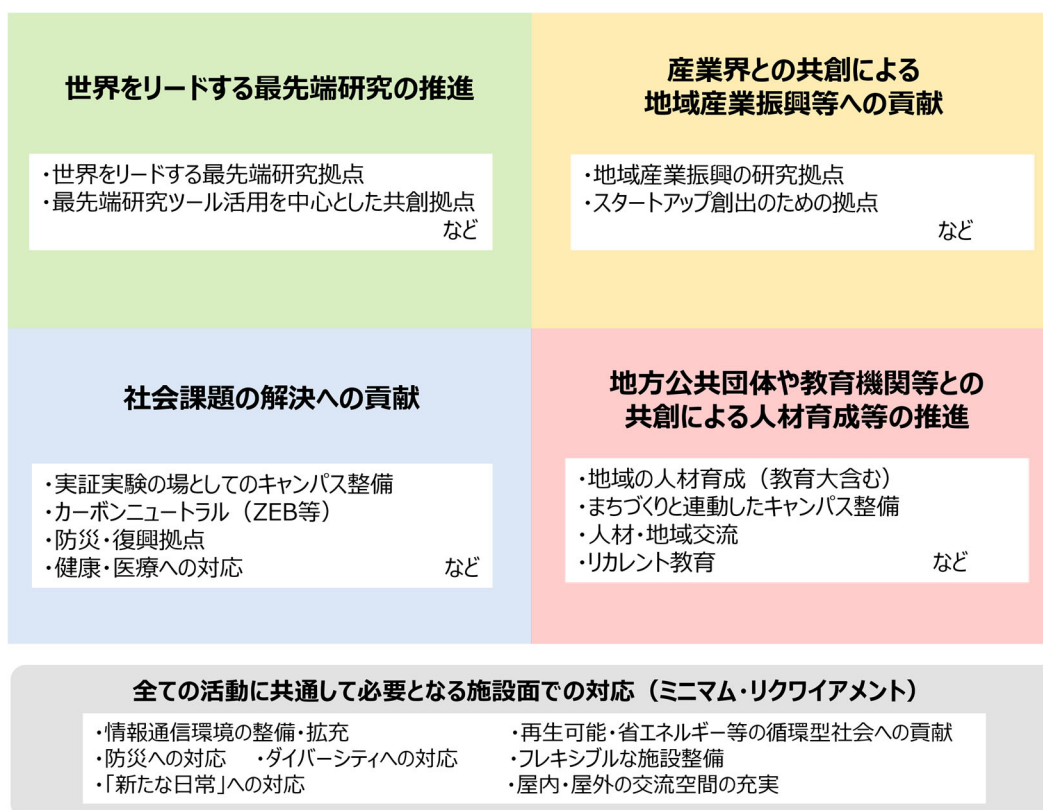 世界をリードする最先端研究の推進
・世界をリードする最先端研究拠点
・最先端研究ツール活用を中心とした共創拠点
など
産業界との共創による
地域産業振興等への貢献
・地域産業振興の研究拠点
・スタートアップ創出のための拠点
など
社会課題の解決への貢献
・実証実験の場としてのキャンパス整備
・カーボンニュートラル（ZEB等）
・防災・復興拠点
・健康・医療への対応 など
地方公共団体や教育機関等との
共創による人材育成等の推進
・地域の人材育成（教育大含む）
・まちづくりと連動したキャンパス整備
・人材・地域交流
・リカレント教育 など
全ての活動に共通して必要となる施設面での対応（ミニマム・リクワイアメント）
・情報通信環境の整備・拡充
・防災への対応 ・ダイバーシティへの対応
・「新たな日常」への対応
・再生可能・省エネルギー等の循環型社会への貢献
・フレキシブルな施設整備
・屋内・屋外の交流空間の充実